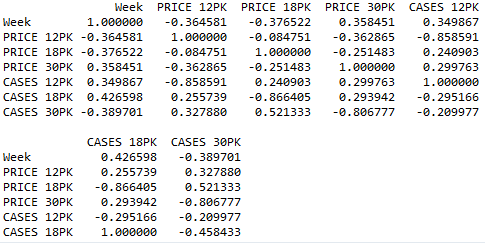 Week PRICE 12PK PRICE 18PK PRICE 30PK CASES 12PK
Week 1.000000 -0.364581 -0.376522 0.358451 0.349867
PRICE 12PK -0.364581 1.000000 -0.084751 -0.362865 -0.858591
PRICE 18PK -0.376522 -0.084751 1.000000 -0.251483 0.240903
PRICE 30PK 0.358451 -0.362865 -0.251483 1.000000 0.299763
CASES 12PK 0.349867 -0.858591 0.240903 0.299763 1.000000
CASES 18PK 0.426598 0.255739 -0.866405 0.293942 -0.295166
CASES 30PK -0.389701 0.327880 0.521333 -0.806777 -0.209977
CASES 18PK CASES 30PK
Week 0.426598 -0.389701
PRICE 12PK 0.255739 0.327880
PRICE 18PK -0.866405 0.521333
PRICE 30PK 0.293942 -0.806777
CASES 12PK -0.295166 -0.209977
CASES 18PK 1.000000 -0.458433